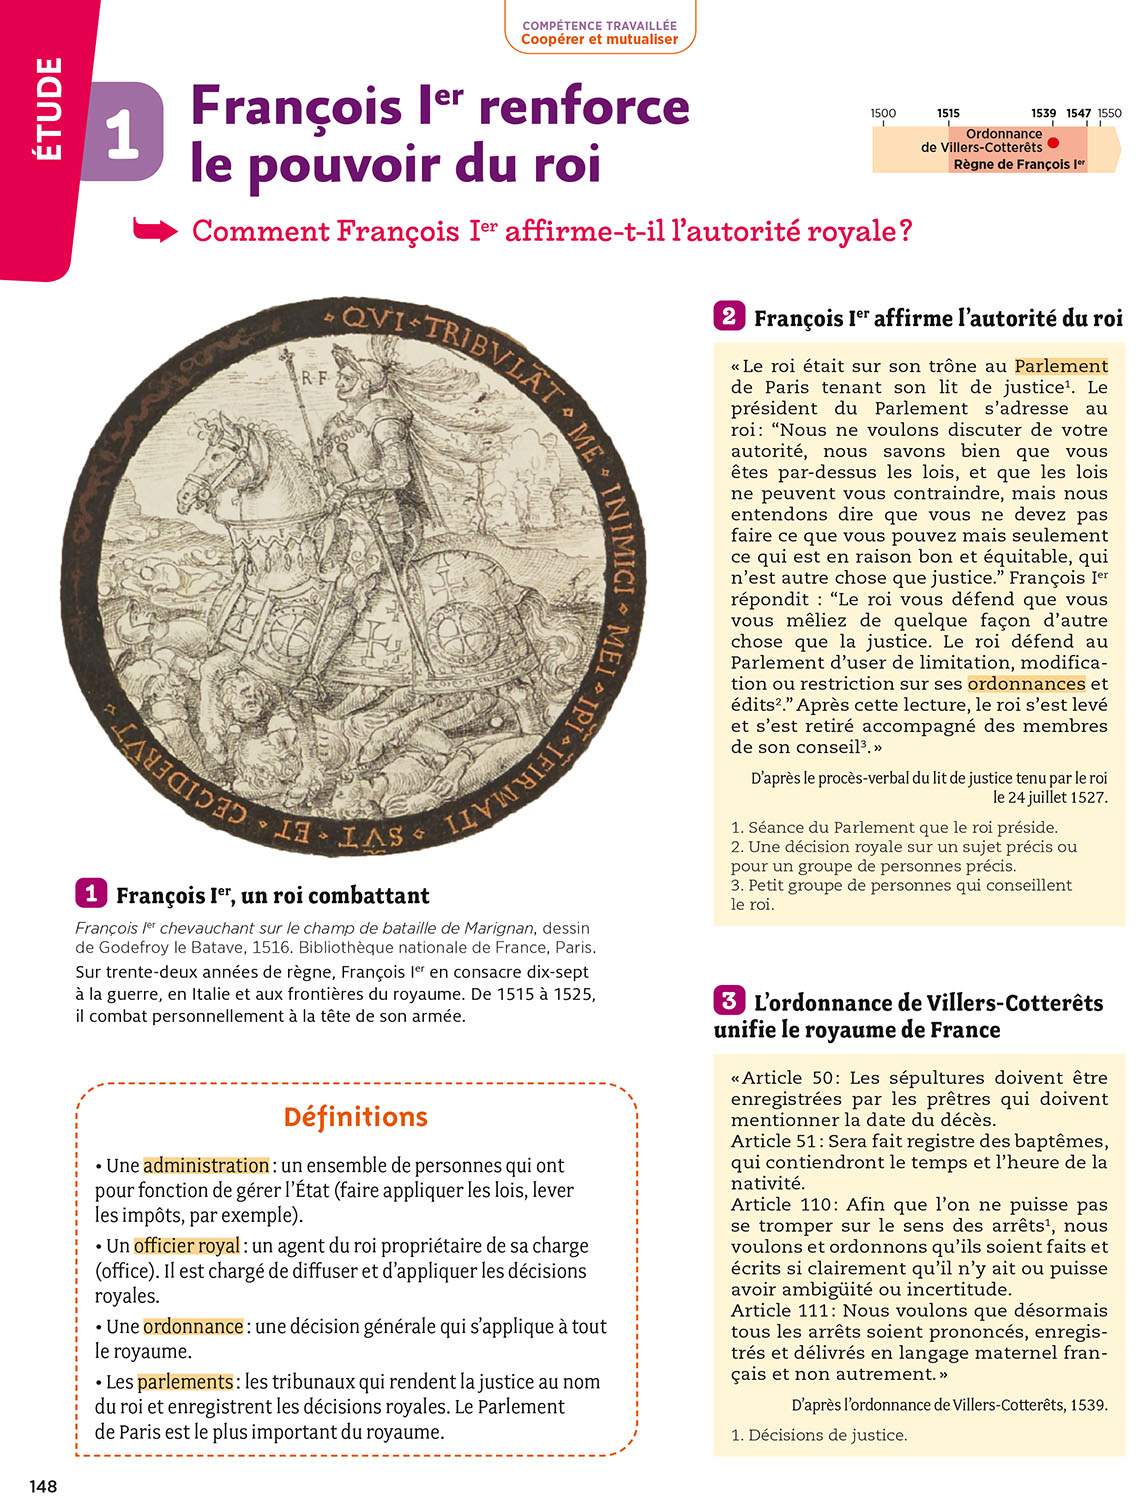 COMPÉTENCE TRAVAILLÉE
Coopérer et mutualiser
ÉTUDE
1
François Ier renforce
le pouvoir du roi
Comment François Ier affirme-t-il l'autorité royale ?
1500 1515 1539 1547 1550
Ordonnance
de Villers-Cotterêts
Règne de François Ier
QVI TRIBVLÃT ME INIMICI MEI IPĨ ĨFIRMATI SVT ET CECIDERVT
R F
1 François Ier, un roi combattant
François Ier chevauchant sur le champ de bataille de Marignan, dessin
de Godefroy le Batave, 1516. Bibliothèque nationale de France, Paris.
Sur trente-deux années de règne, François Ier en consacre dix-sept
à la guerre, en Italie et aux frontières du royaume. De 1515 à 1525,
il combat personnellement à la tête de son armée.
Définitions
• Une administration : un ensemble de personnes qui ont
pour fonction de gérer l'État (faire appliquer les lois, lever
les impôts, par exemple).
• Un officier royal : un agent du roi propriétaire de sa charge
(office). Il est chargé de diffuser et d'appliquer les décisions
royales.
• Une ordonnance : une décision générale qui s'applique à tout
le royaume.
• Les parlements : les tribunaux qui rendent la justice au nom
du roi et enregistrent les décisions royales. Le Parlement
de Paris est le plus important du royaume.
2 François Ier affirme l'autorité du roi
« Le roi était sur son trône au Parlement
de Paris tenant son lit de justice1. Le
président du Parlement s'adresse au
roi : “Nous ne voulons discuter de votre
autorité, nous savons bien que vous
êtes par-dessus les lois, et que les lois
ne peuvent vous contraindre, mais nous
entendons dire que vous ne devez pas
faire ce que vous pouvez mais seulement
ce qui est en raison bon et équitable, qui
n'est autre chose que justice.” François Ier
répondit : “Le roi vous défend que vous
vous mêliez de quelque façon d'autre
chose que la justice. Le roi défend au
Parlement d'user de limitation, modifica-
tion ou restriction sur ses ordonnances et
édits2.” Après cette lecture, le roi s'est levé
et s'est retiré accompagné des membres
de son conseil3. »
D'après le procès-verbal du lit de justice tenu par le roi
le 24 juillet 1527.
1. Séance du Parlement que le roi préside.
2. Une décision royale sur un sujet précis ou
pour un groupe de personnes précis.
3. Petit groupe de personnes qui conseillent
le roi.
3 L'ordonnance de Villers-Cotterêts
unifie le royaume de France
« Article 50 : Les sépultures doivent être
enregistrées par les prêtres qui doivent
mentionner la date du décès.
Article 51 : Sera fait registre des baptêmes,
qui contiendront le temps et l'heure de la
nativité.
Article 110 : Afin que l'on ne puisse pas
se tromper sur le sens des arrêts1, nous
voulons et ordonnons qu'ils soient faits et
écrits si clairement qu'il n'y ait ou puisse
avoir ambigüité ou incertitude.
Article 111 : Nous voulons que désormais
tous les arrêts soient prononcés, enregis-
trés et délivrés en langage maternel fran-
çais et non autrement. »
D'après l'ordonnance de Villers-Cotterêts, 1539.
1. Décisions de justice.
148